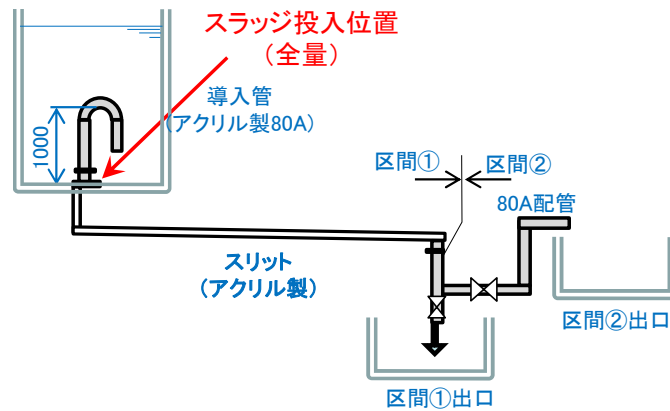 スラッジ投入位置
（全量）
導入管
（アクリル製80A）
1000
区間①
区間②
80A配管
スリット
（アクリル製）
区間②出口
区間①出口